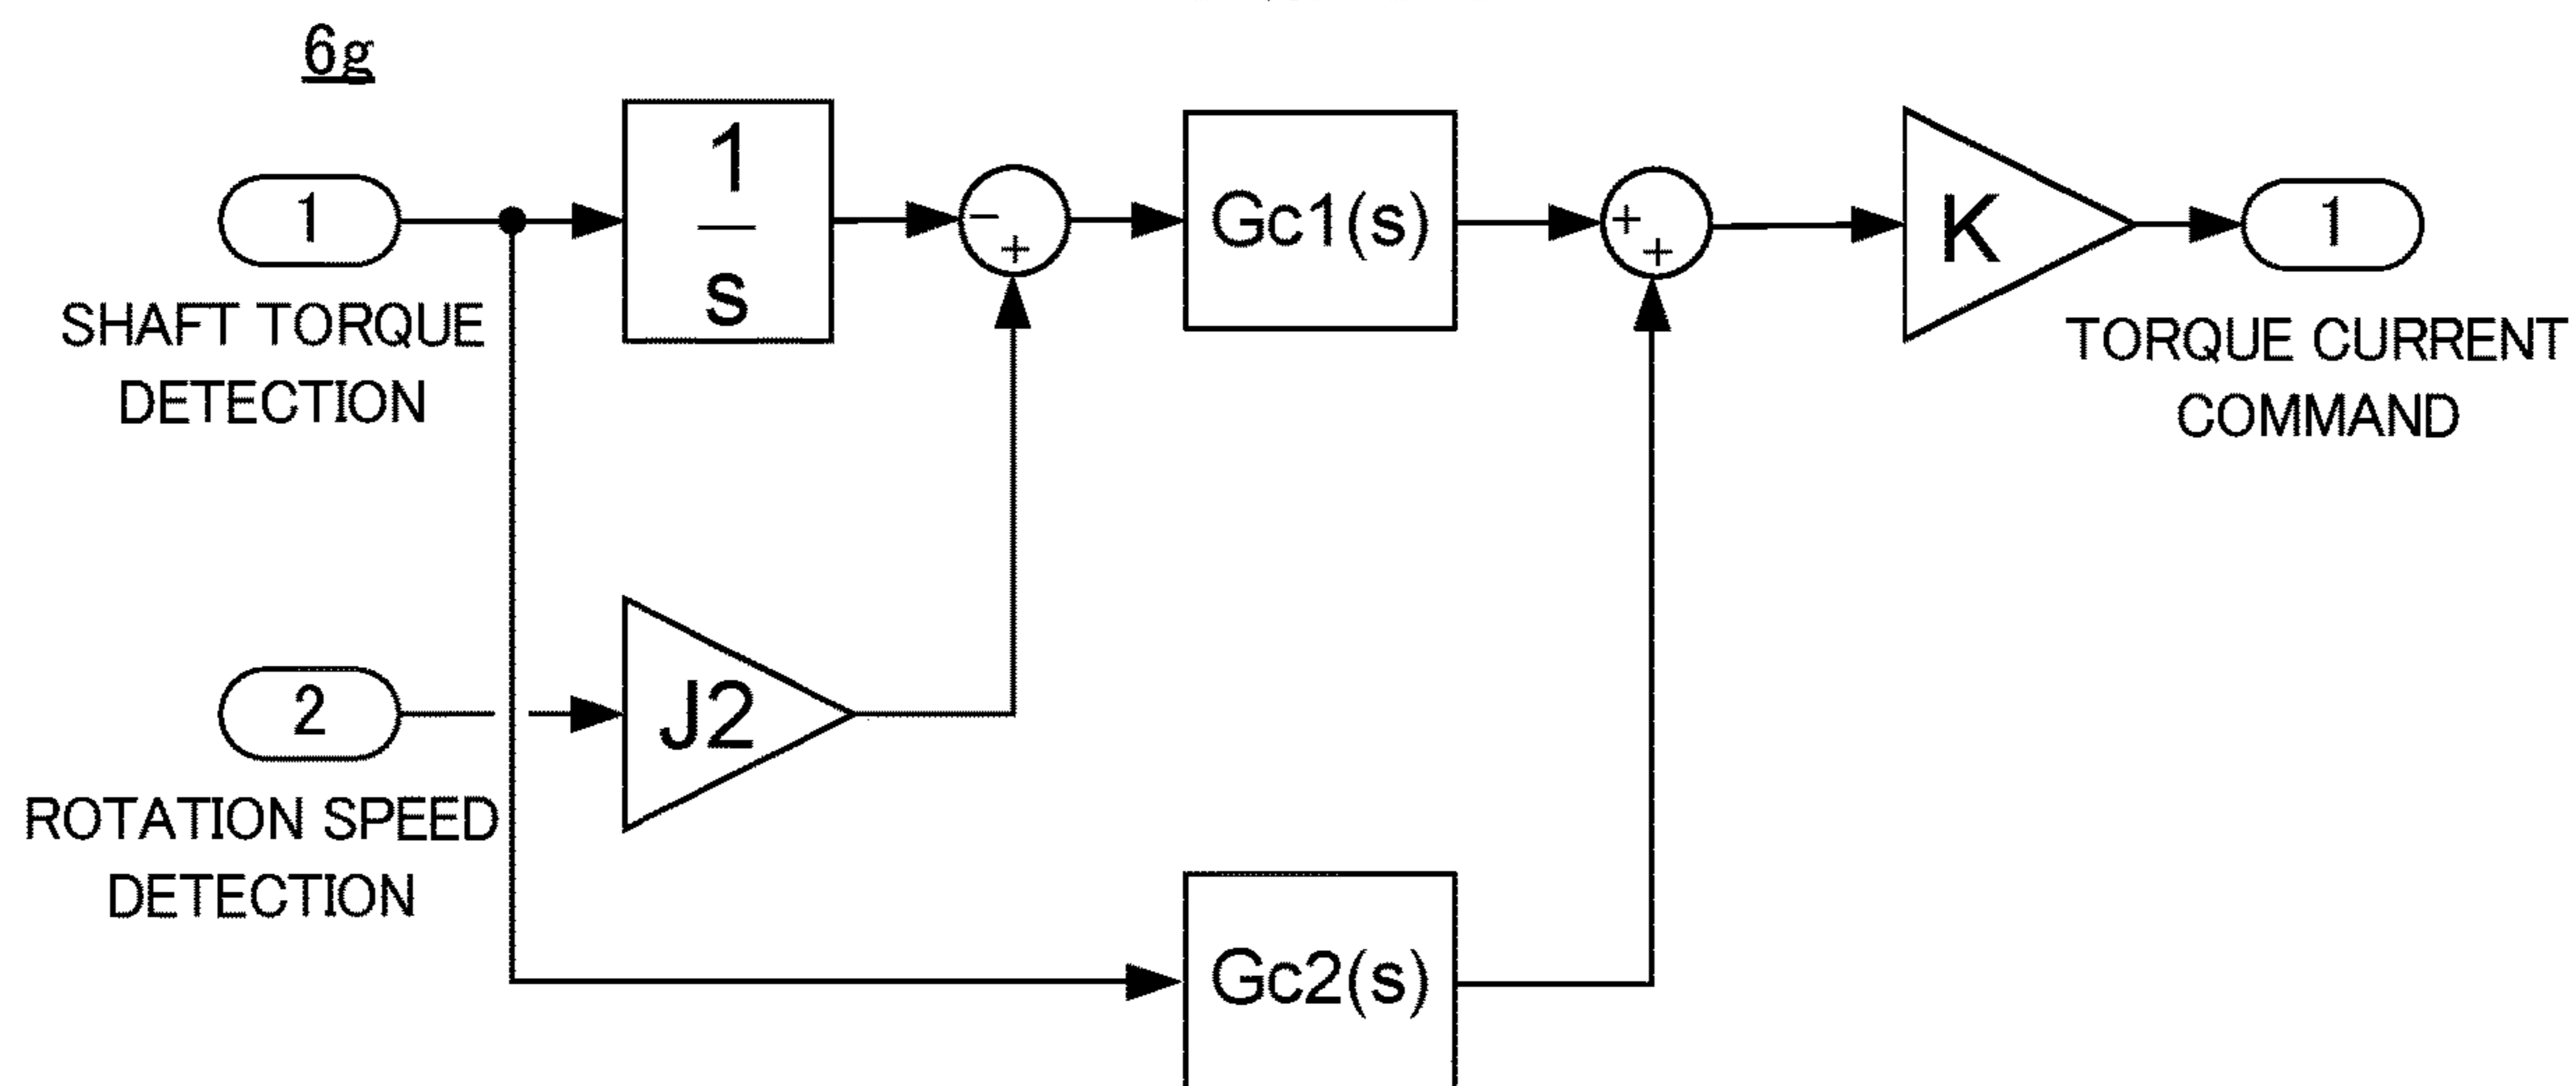 6g
1
SHAFT TORQUE
DETECTION
1
s
−
+
Gc1(s)
+
+
K
1
TORQUE CURRENT
COMMAND
2
ROTATION SPEED
DETECTION
J2
Gc2(s)